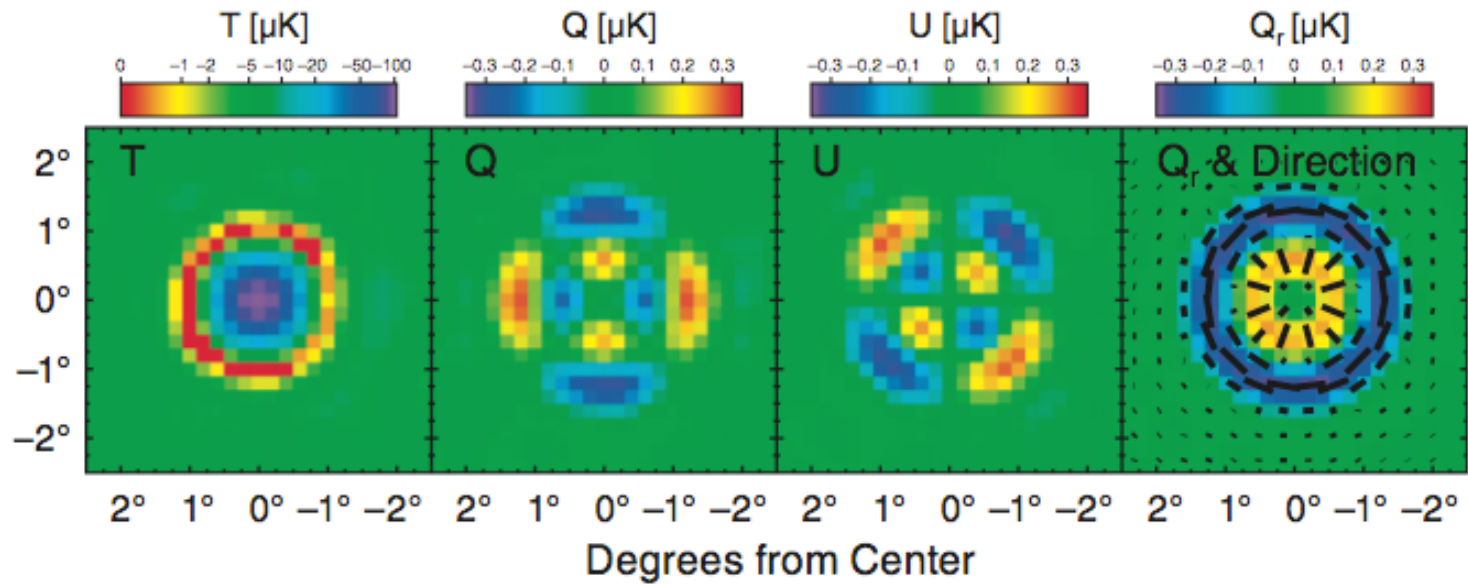 T [μK] Q [μK] U [μK] Qr [μK]
0 −1 −2 −5 −10 −20 −50 −100 −0.3 −0.2 −0.1 0 0.1 0.2 0.3 −0.3 −0.2 −0.1 0 0.1 0.2 0.3 −0.3 −0.2 −0.1 0 0.1 0.2 0.3
T Q U Qr & Direction
2°
1°
0°
−1°
−2°
2° 1° 0° −1° −2° 2° 1° 0° −1° −2° 2° 1° 0° −1° −2° 2° 1° 0° −1° −2°
Degrees from Center